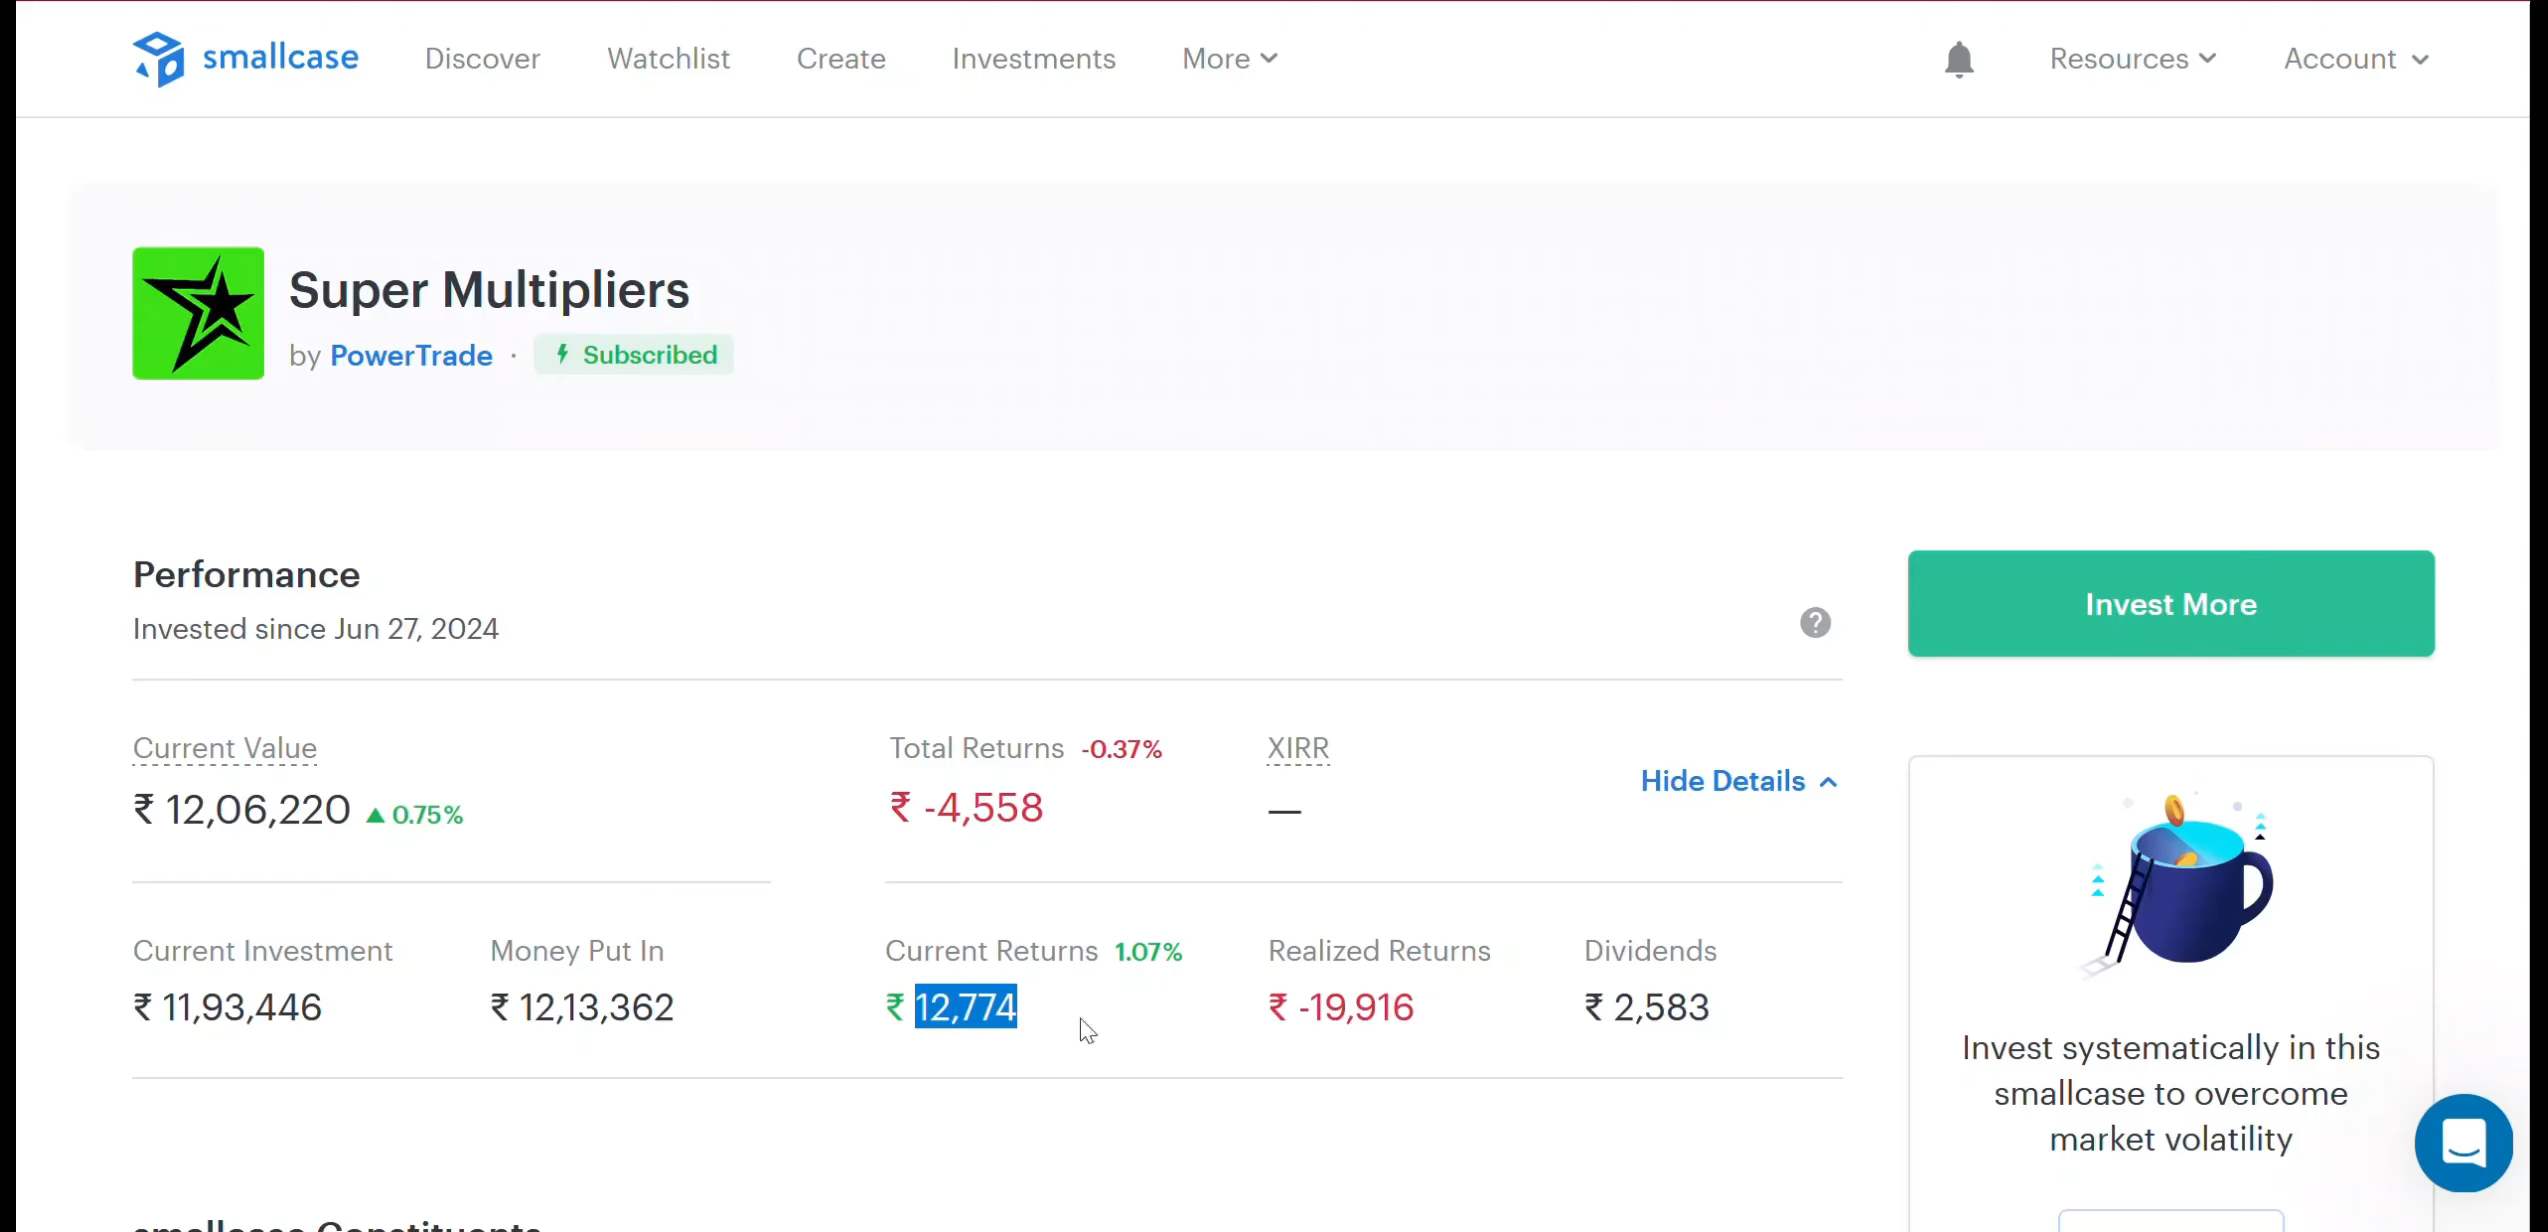 smallcase Discover Watchlist Create Investments More Resources Account
Super Multipliers
by PowerTrade · Subscribed
Performance
Invested since Jun 27, 2024
?
Invest More
Current Value
₹ 12,06,220 ▲ 0.75%
Total Returns -0.37%
₹ -4,558
XIRR
—
Hide Details
Current Investment
₹ 11,93,446
Money Put In
₹ 12,13,362
Current Returns 1.07%
₹ 12,774
Realized Returns
₹ -19,916
Dividends
₹ 2,583
Invest systematically in this
smallcase to overcome
market volatility
smallcase Constituents